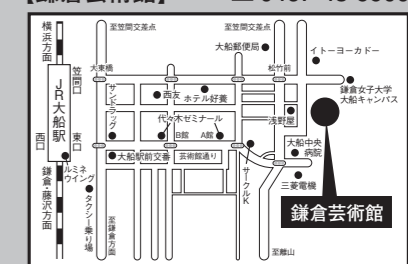 横浜方面
JR大船駅
笠間口
東口
西口
鎌倉・藤沢方面
ルミネ
ウイング
タクシー乗り場
至笠間交差点
大東橋
サンドラッグ
西友
ホテル好養
代々木ゼミナール
B館
A館
大船駅前交番
芸術館通り
至鎌倉方面
至笠間交差点
大船郵便局
松竹前
イトーヨーカドー
鎌倉女子大学
大船キャンパス
浅野屋
大船中央
病院
サークルK
三菱電機
鎌倉芸術館
至離山